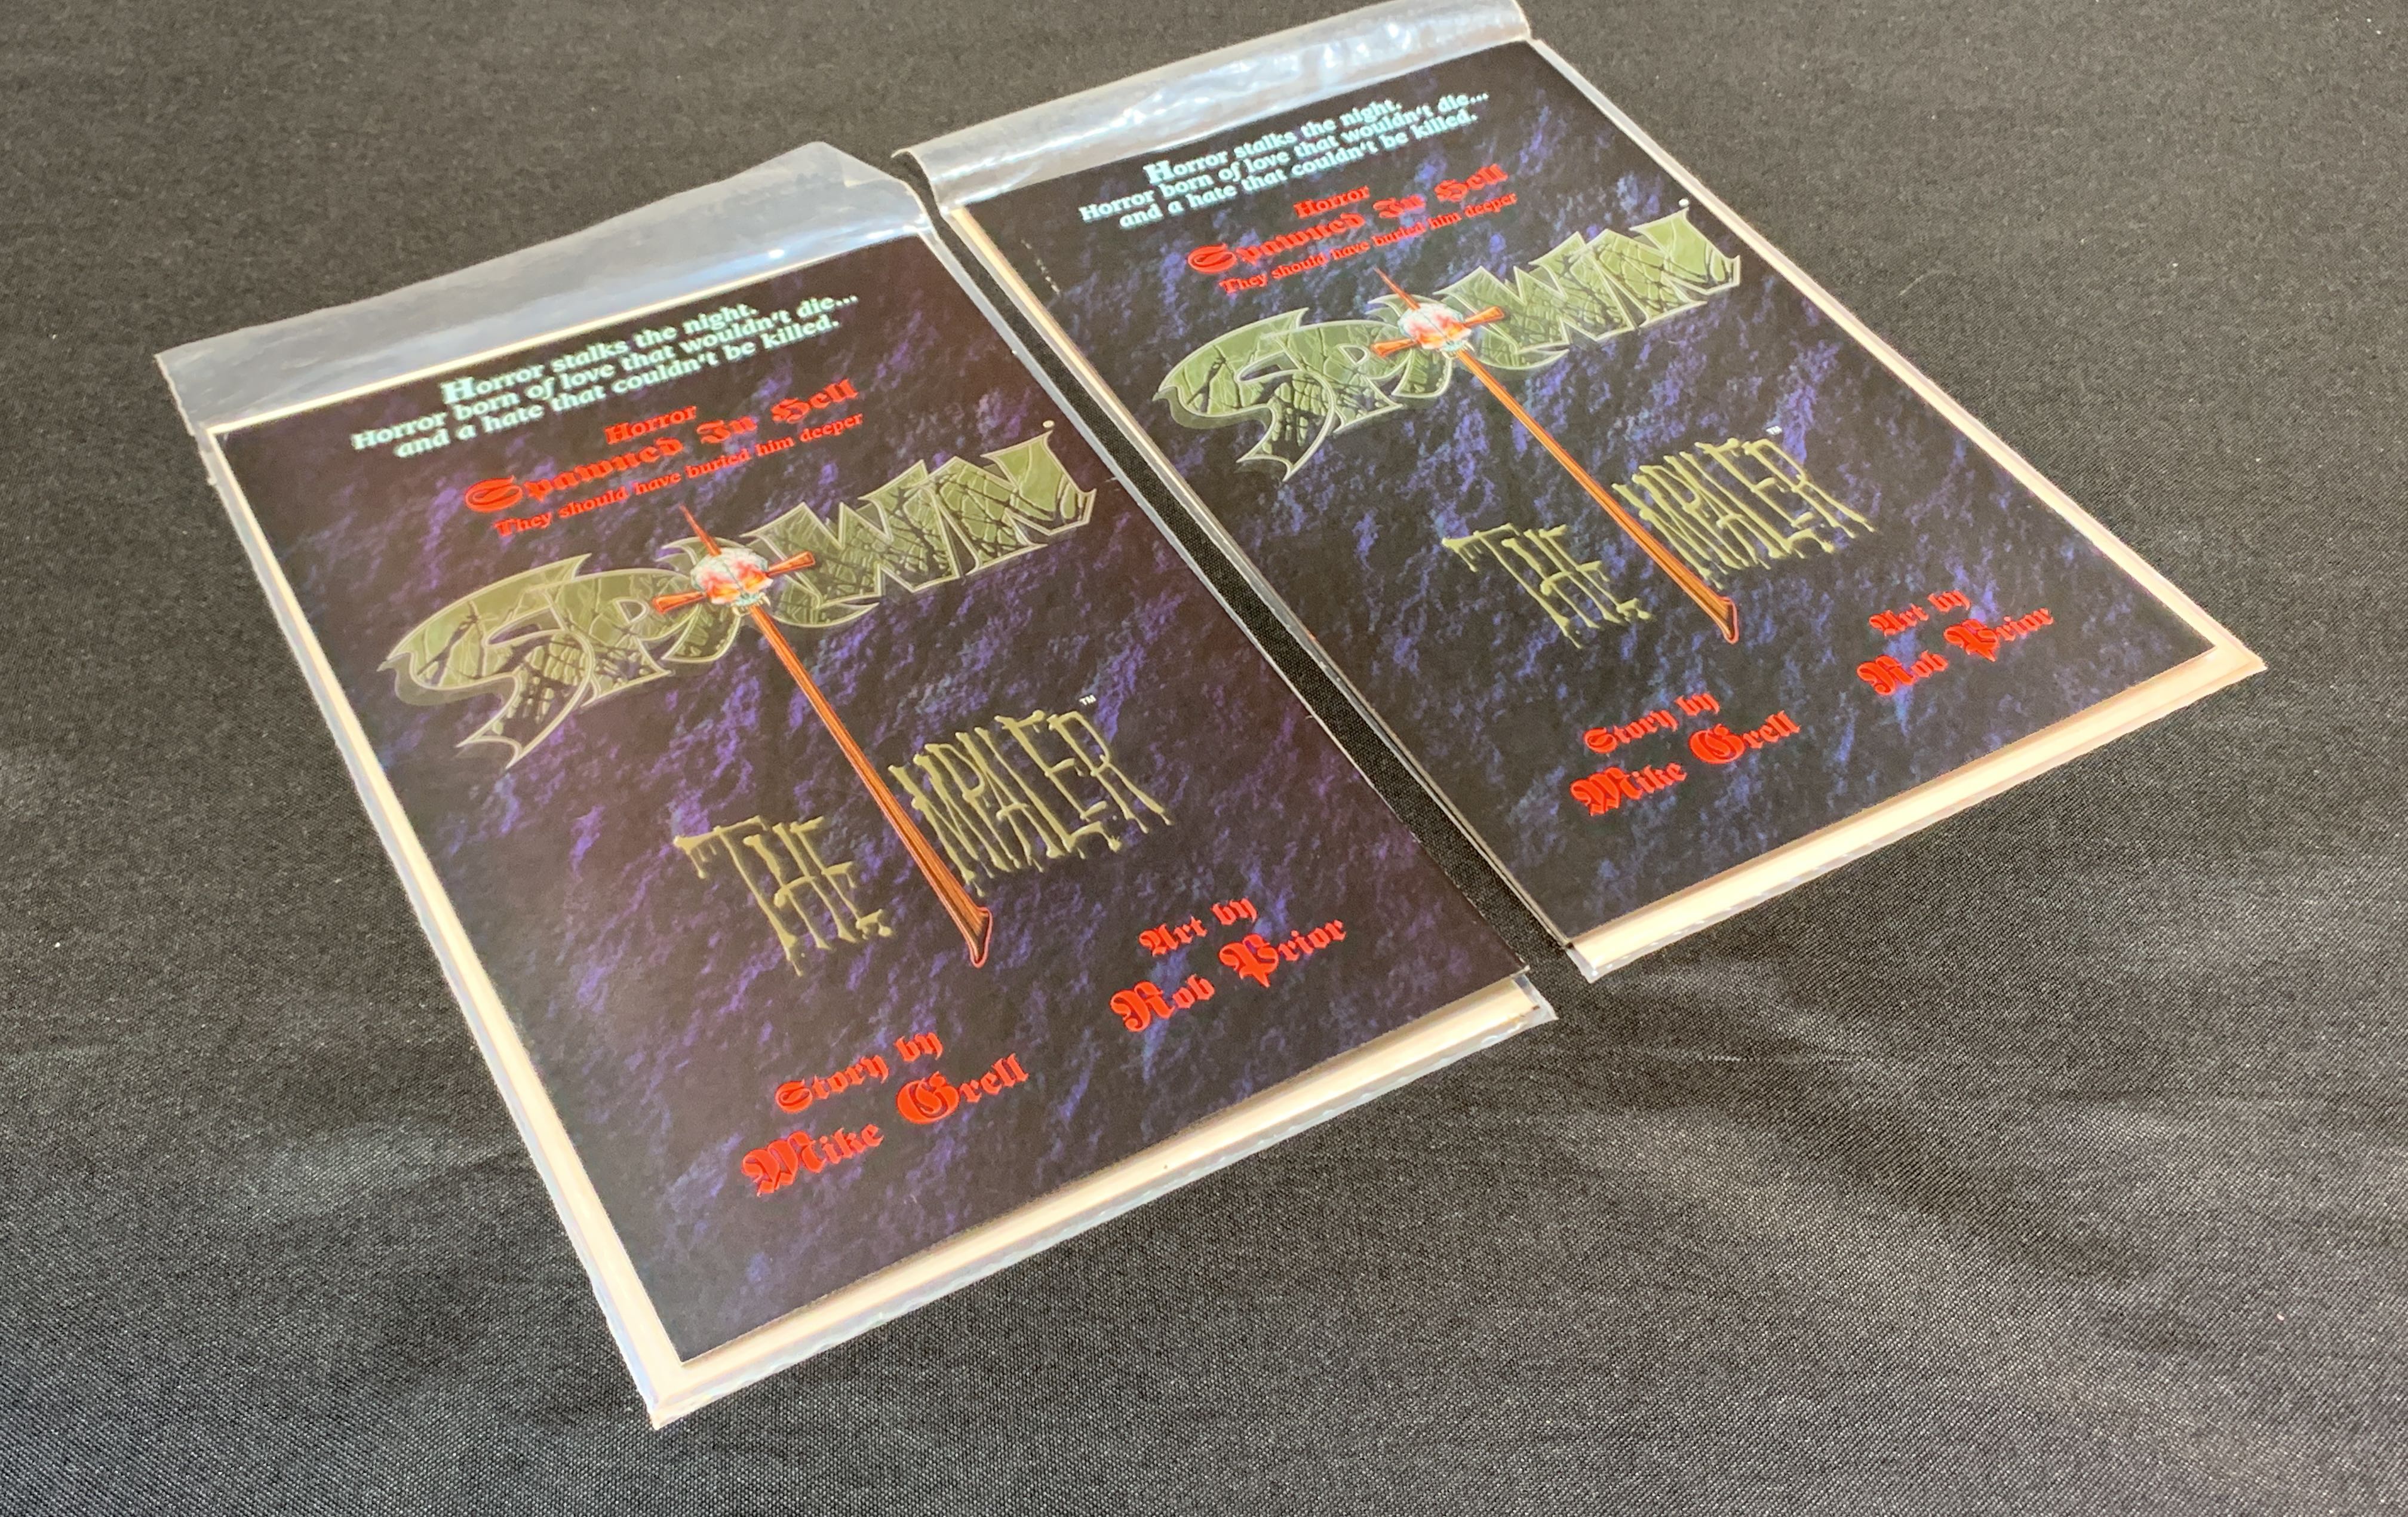 Horror stalks the night.
Horror born of love that wouldn't die...
and a hate that couldn't be killed.
Horror
Spawned In Hell
They should have buried him deeper
SPAWN
THE IMPALER™
Art by
Rob Prior
Story by
Mike Grell
Horror stalks the night.
Horror born of love that wouldn't die...
and a hate that couldn't be killed.
Horror
Spawned In Hell
They should have buried him deeper
SPAWN
THE IMPALER™
Art by
Rob Prior
Story by
Mike Grell